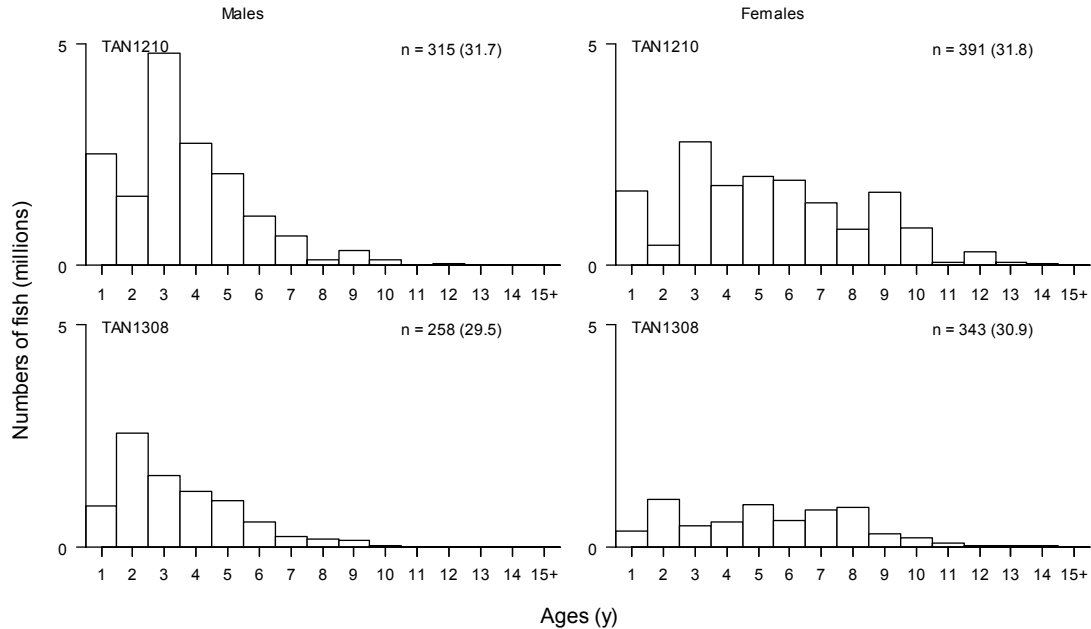 Males
Females
5
TAN1210
n = 315 (31.7)
0
1 2 3 4 5 6 7 8 9 10 11 12 13 14 15+
5
TAN1210
n = 391 (31.8)
0
1 2 3 4 5 6 7 8 9 10 11 12 13 14 15+
5
TAN1308
n = 258 (29.5)
0
1 2 3 4 5 6 7 8 9 10 11 12 13 14 15+
5
TAN1308
n = 343 (30.9)
0
1 2 3 4 5 6 7 8 9 10 11 12 13 14 15+
Numbers of fish (millions)
Ages (y)